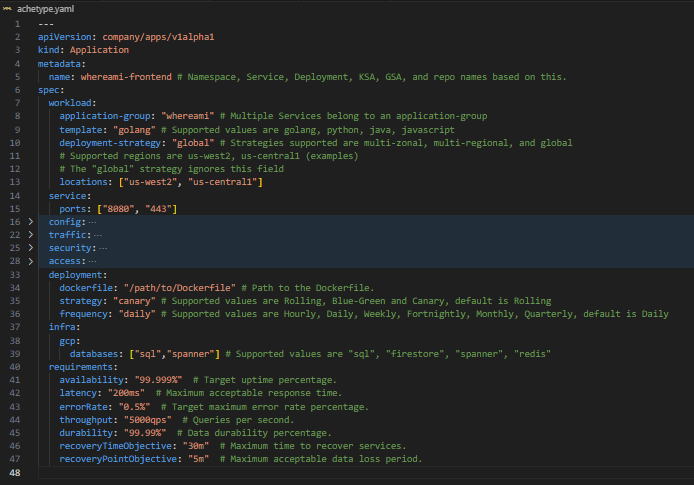 achetype.yaml
1 ---
2 apiVersion: company/apps/v1alpha1
3 kind: Application
4 metadata:
5   name: whereami-frontend # Namespace, Service, Deployment, KSA, GSA, and repo names based on this.
6 spec:
7   workload:
8     application-group: "whereami" # Multiple Services belong to an application-group
9     template: "golang" # Supported values are golang, python, java, javascript
10     deployment-strategy: "global" # Strategies supported are multi-zonal, multi-regional, and global
11     # Supported regions are us-west2, us-central1 (examples)
12     # The "global" strategy ignores this field
13     locations: ["us-west2", "us-central1"]
14   service:
15     ports: ["8080", "443"]
16 > config: ···
22 > traffic: ···
25 > security: ···
28 > access: ···
33   deployment:
34     dockerfile: "/path/to/Dockerfile" # Path to the Dockerfile.
35     strategy: "canary" # Supported values are Rolling, Blue-Green and Canary, default is Rolling
36     frequency: "daily" # Supported values are Hourly, Daily, Weekly, Fortnightly, Monthly, Quarterly, default is Daily
37   infra:
38     gcp:
39       databases: ["sql","spanner"] # Supported values are "sql", "firestore", "spanner", "redis"
40   requirements:
41     availability: "99.999%"  # Target uptime percentage.
42     latency: "200ms"  # Maximum acceptable response time.
43     errorRate: "0.5%"  # Target maximum error rate percentage.
44     throughput: "5000qps"  # Queries per second.
45     durability: "99.99%"  # Data durability percentage.
46     recoveryTimeObjective: "30m"  # Maximum time to recover services.
47     recoveryPointObjective: "5m"  # Maximum acceptable data loss period.
48